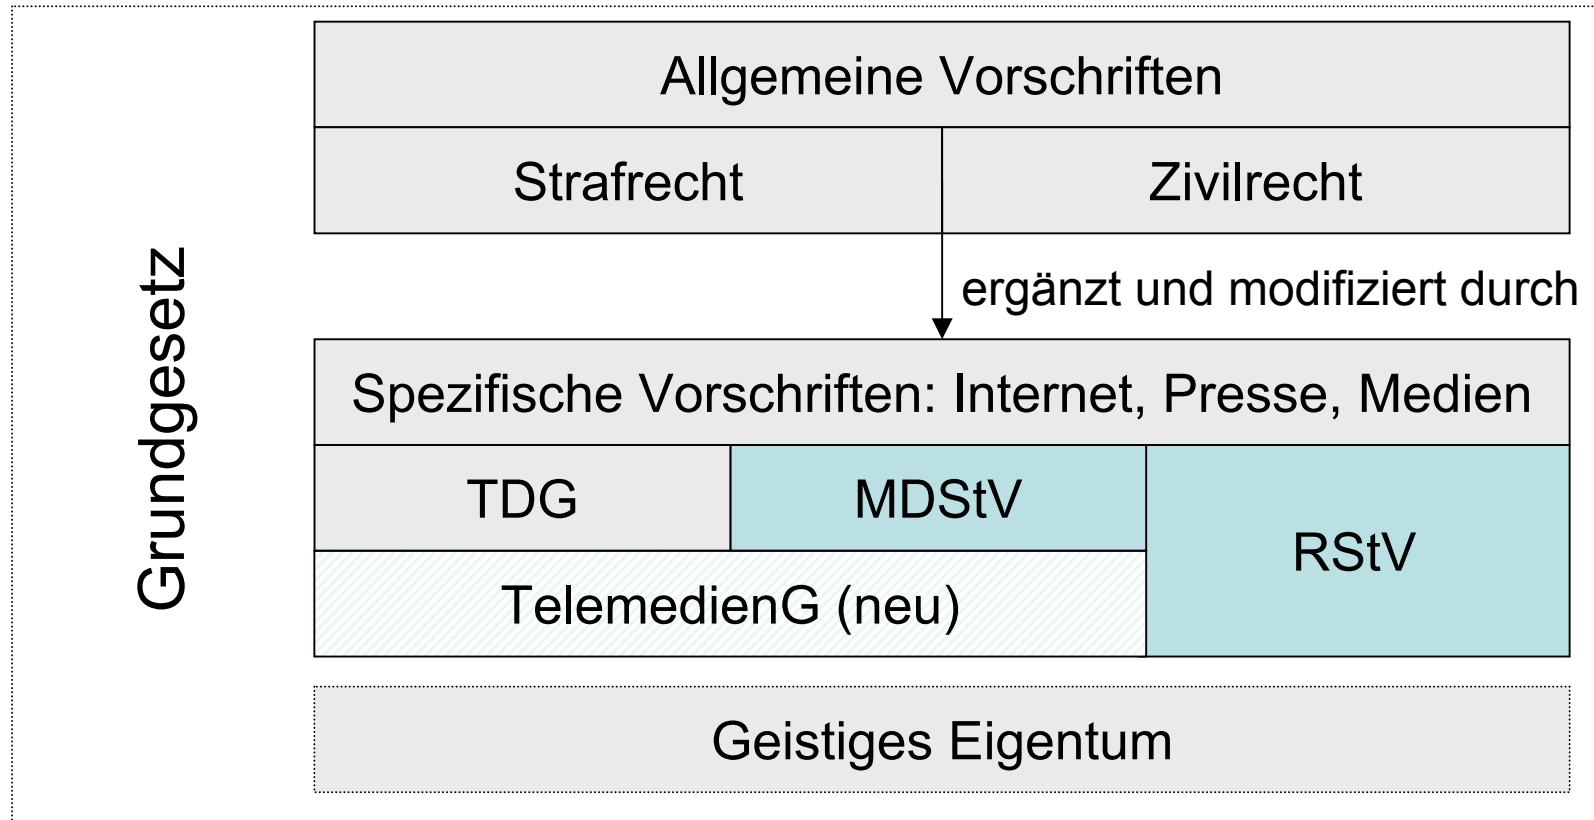 Grundgesetz
Allgemeine Vorschriften
Strafrecht
Zivilrecht
ergänzt und modifiziert durch
Spezifische Vorschriften: Internet, Presse, Medien
TDG
MDStV
RStV
TelemedienG (neu)
Geistiges Eigentum